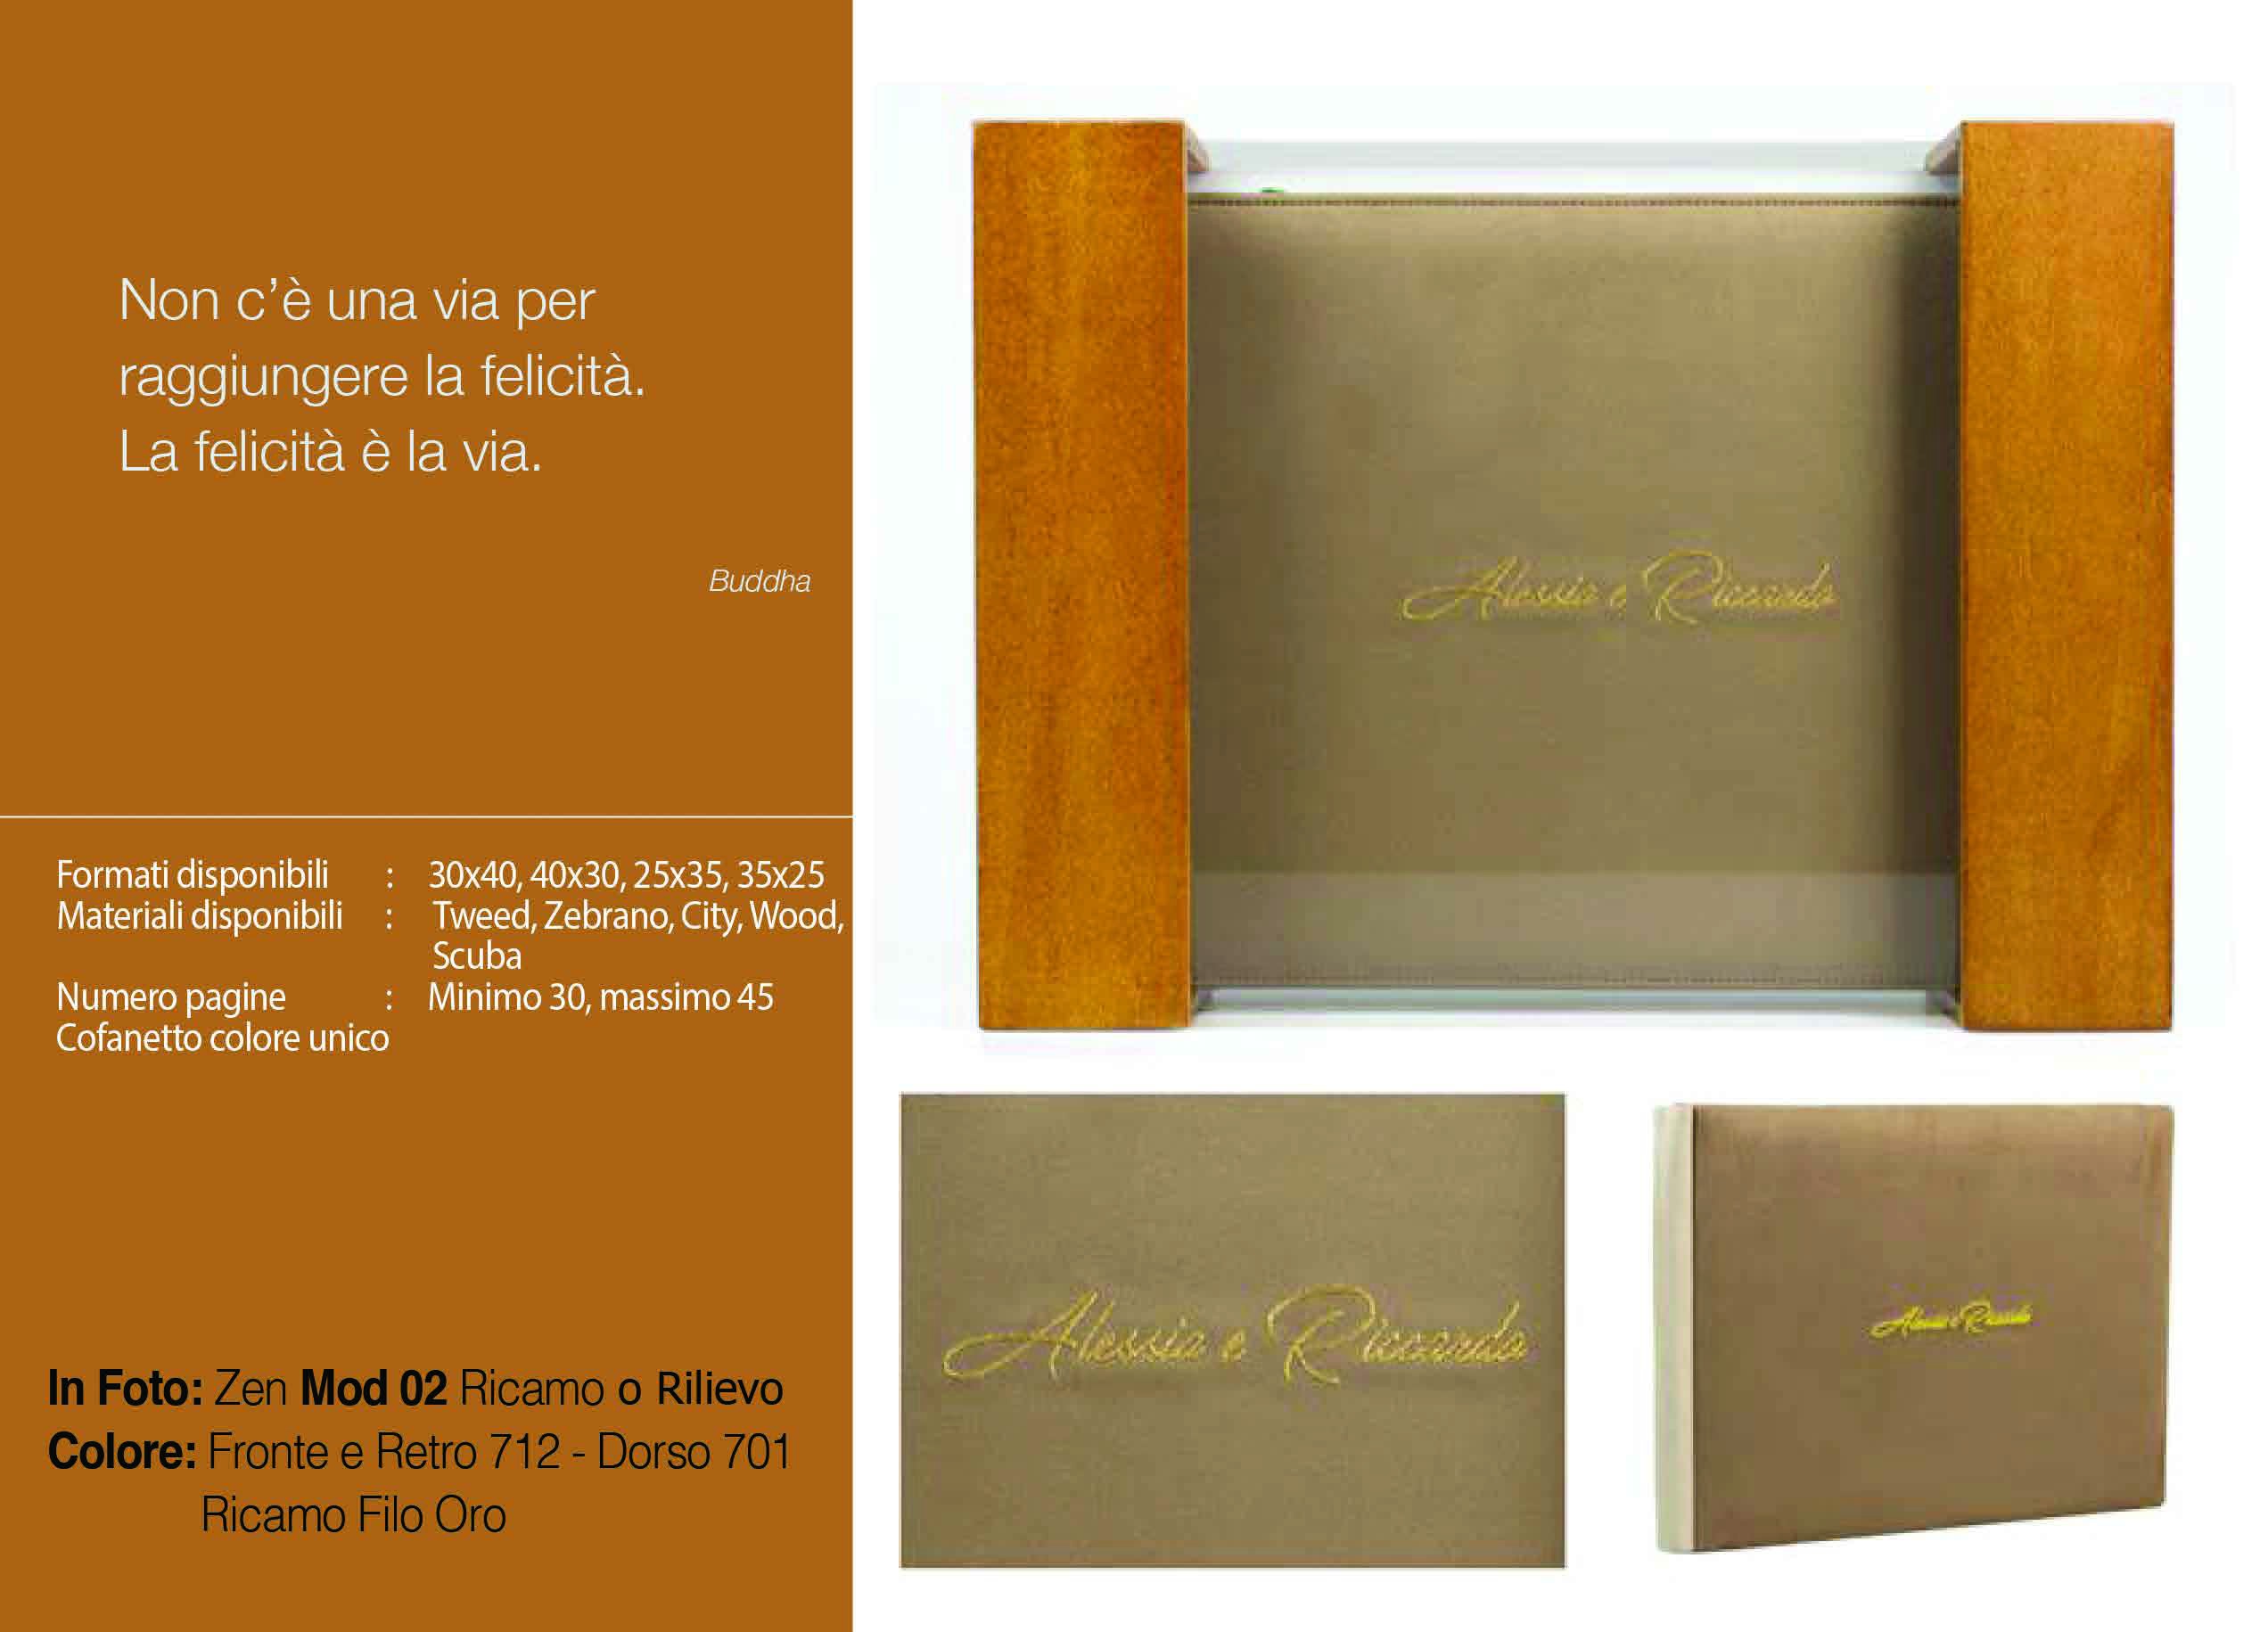 Non c'è una via per
raggiungere la felicità.
La felicità è la via.
Buddha
Formati disponibili : 30x40, 40x30, 25x35, 35x25
Materiali disponibili : Tweed, Zebrano, City, Wood,
Scuba
Numero pagine : Minimo 30, massimo 45
Cofanetto colore unico
In Foto: Zen Mod 02 Ricamo o Rilievo
Colore: Fronte e Retro 712 - Dorso 701
Ricamo Filo Oro
Alessia e Riccardo
Alessia e Riccardo
Alessia e Riccardo